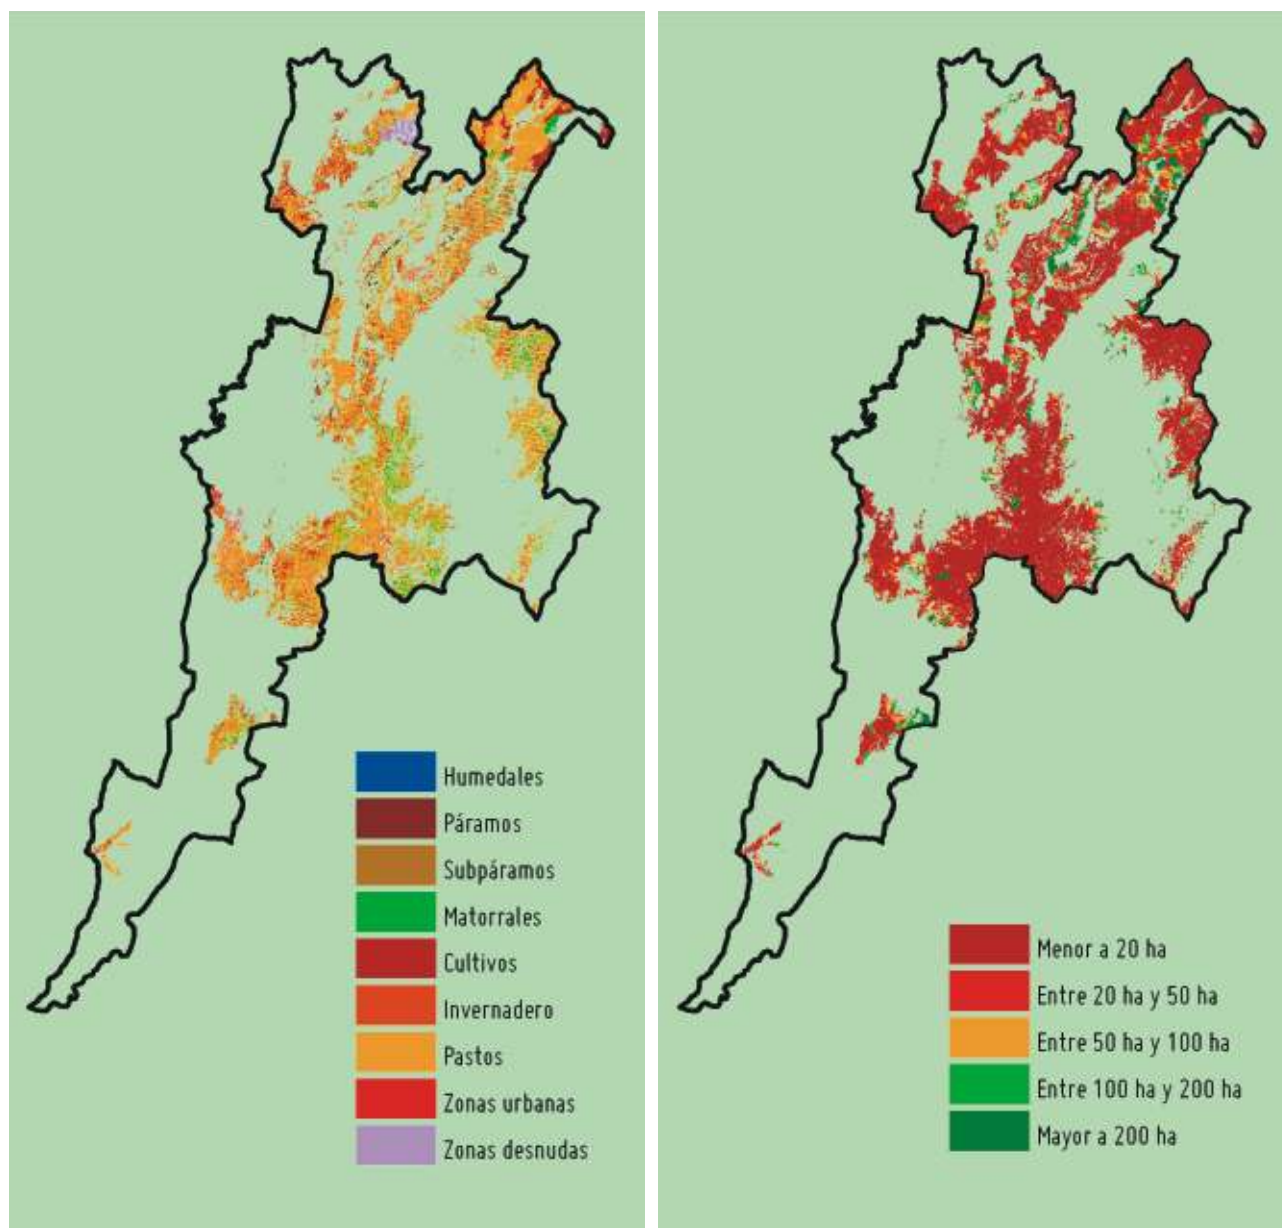 Humedales
Páramos
Subpáramos
Matorrales
Cultivos
Invernadero
Pastos
Zonas urbanas
Zonas desnudas
Menor a 20 ha
Entre 20 ha y 50 ha
Entre 50 ha y 100 ha
Entre 100 ha y 200 ha
Mayor a 200 ha